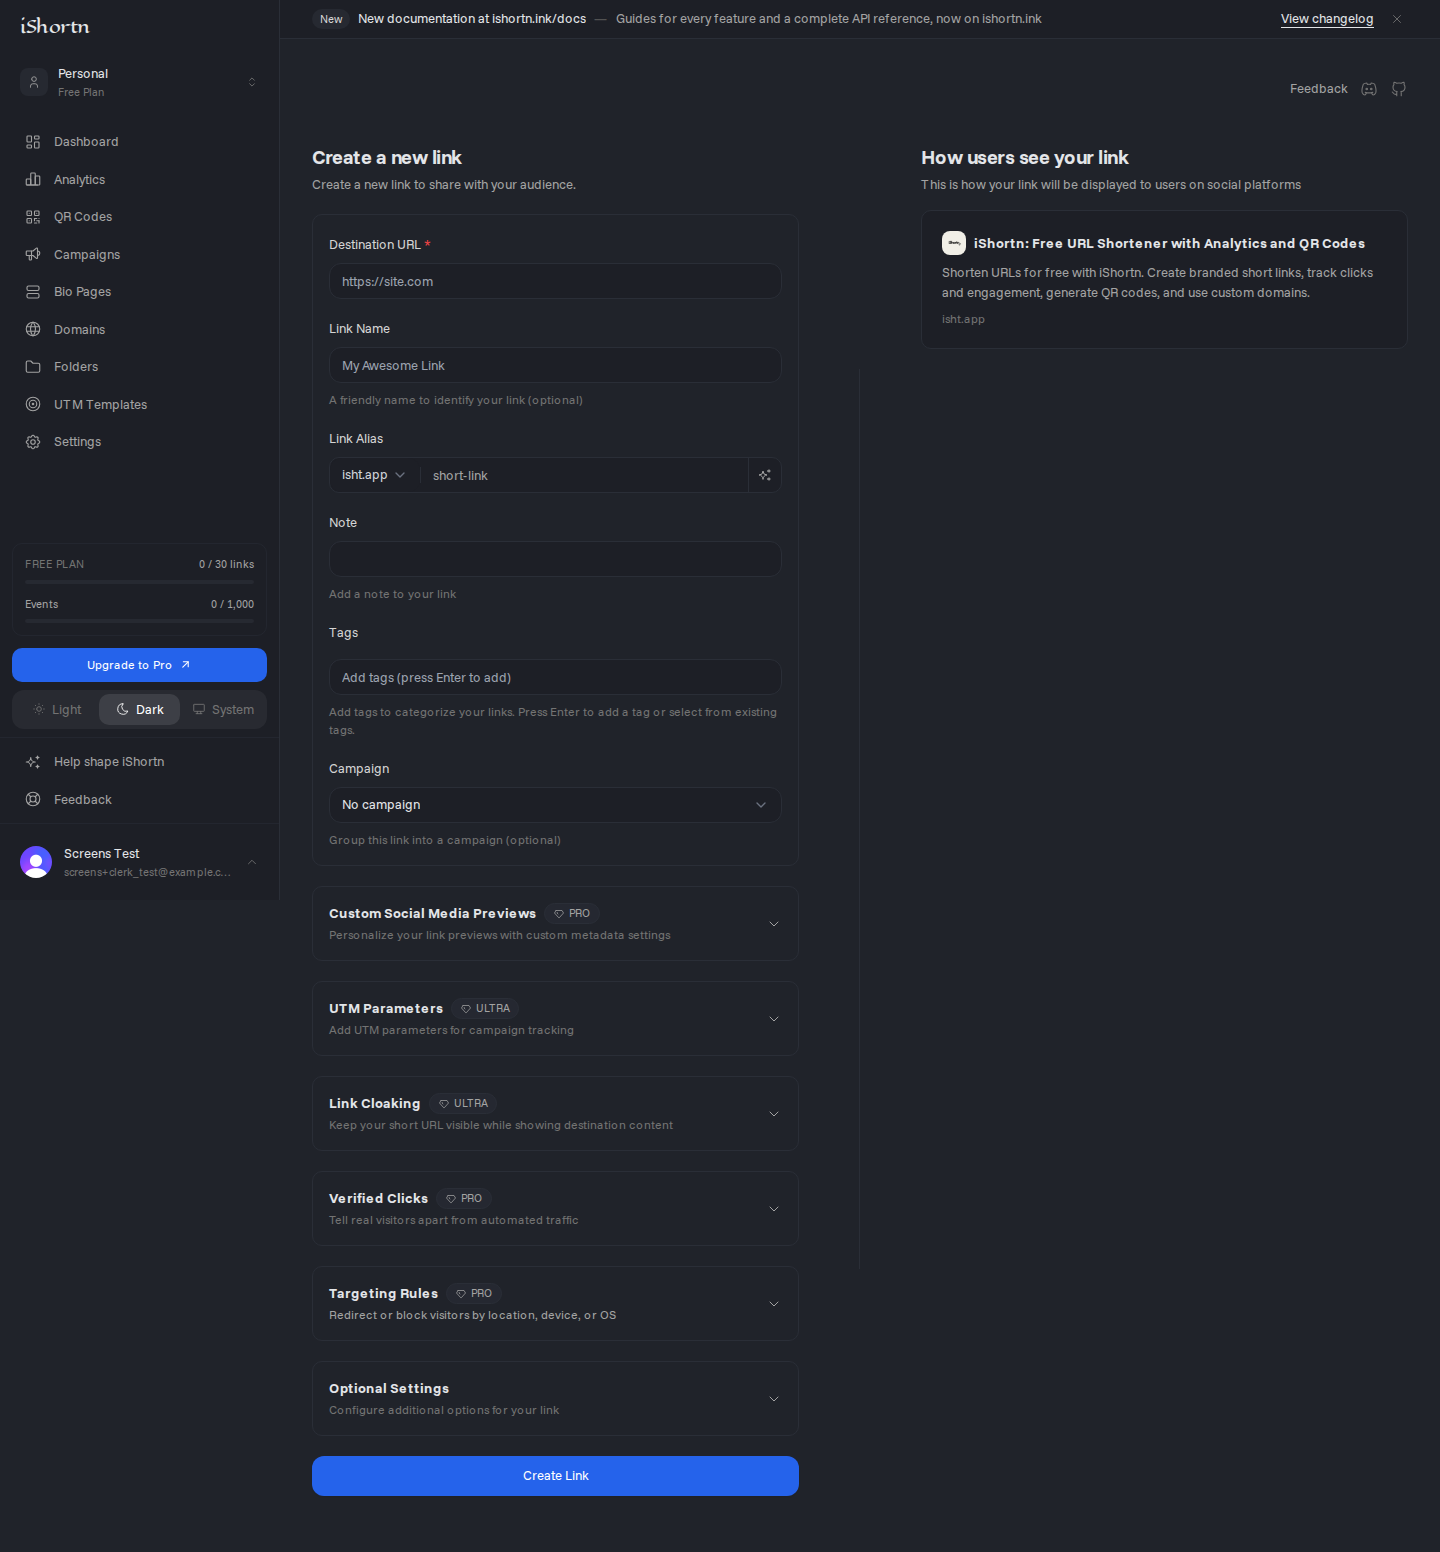 iShortn
Personal
Free Plan
Dashboard
Analytics
QR Codes
Campaigns
Bio Pages
Domains
Folders
UTM Templates
Settings
FREE PLAN 0 / 30 links
Events 0 / 1,000
Upgrade to Pro
Light Dark System
Help shape iShortn
Feedback
Screens Test
screens+clerk_test@example.c...
New New documentation at ishortn.ink/docs — Guides for every feature and a complete API reference, now on ishortn.ink View changelog
Feedback
Create a new link
Create a new link to share with your audience.
Destination URL *
https://site.com
Link Name
My Awesome Link
A friendly name to identify your link (optional)
Link Alias
isht.app short-link
Note
Add a note to your link
Tags
Add tags (press Enter to add)
Add tags to categorize your links. Press Enter to add a tag or select from existing
tags.
Campaign
No campaign
Group this link into a campaign (optional)
Custom Social Media Previews PRO
Personalize your link previews with custom metadata settings
UTM Parameters ULTRA
Add UTM parameters for campaign tracking
Link Cloaking ULTRA
Keep your short URL visible while showing destination content
Verified Clicks PRO
Tell real visitors apart from automated traffic
Targeting Rules PRO
Redirect or block visitors by location, device, or OS
Optional Settings
Configure additional options for your link
Create Link
How users see your link
This is how your link will be displayed to users on social platforms
iShortn: Free URL Shortener with Analytics and QR Codes
Shorten URLs for free with iShortn. Create branded short links, track clicks
and engagement, generate QR codes, and use custom domains.
isht.app